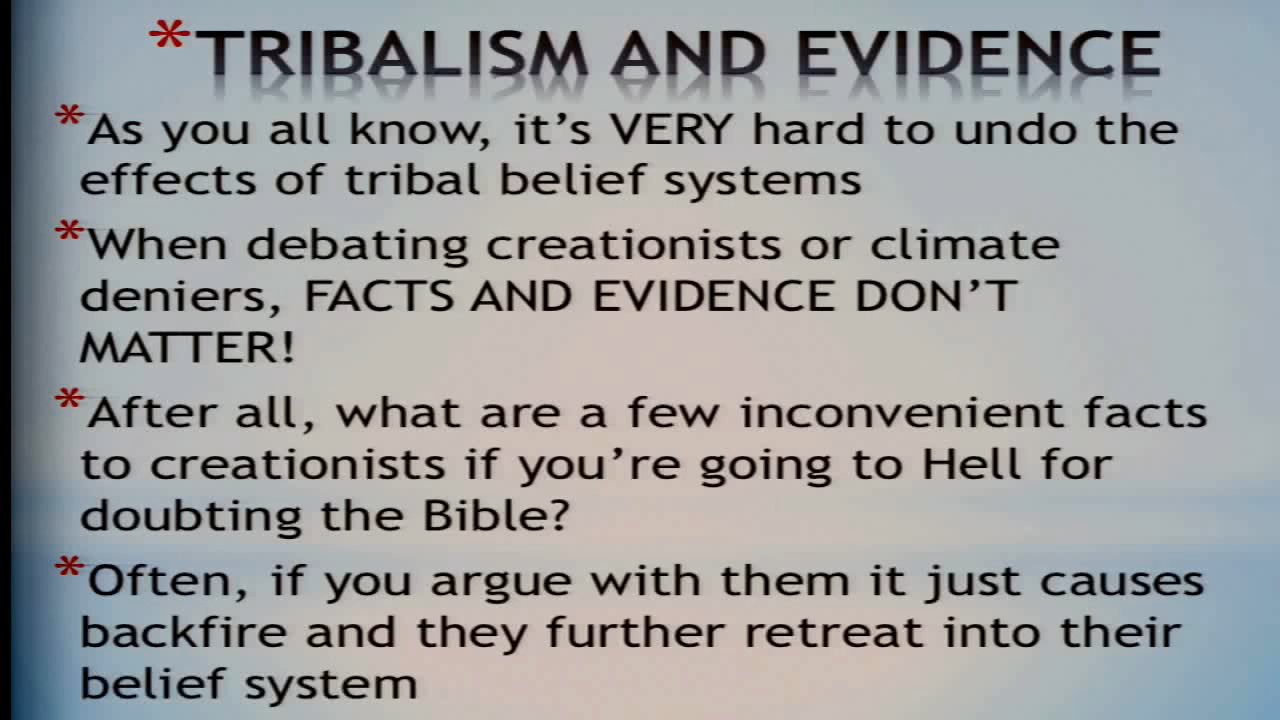 *TRIBALISM AND EVIDENCE
*As you all know, it's VERY hard to undo the
effects of tribal belief systems
*When debating creationists or climate
deniers, FACTS AND EVIDENCE DON'T
MATTER!
*After all, what are a few inconvenient facts
to creationists if you're going to Hell for
doubting the Bible?
*Often, if you argue with them it just causes
backfire and they further retreat into their
belief system